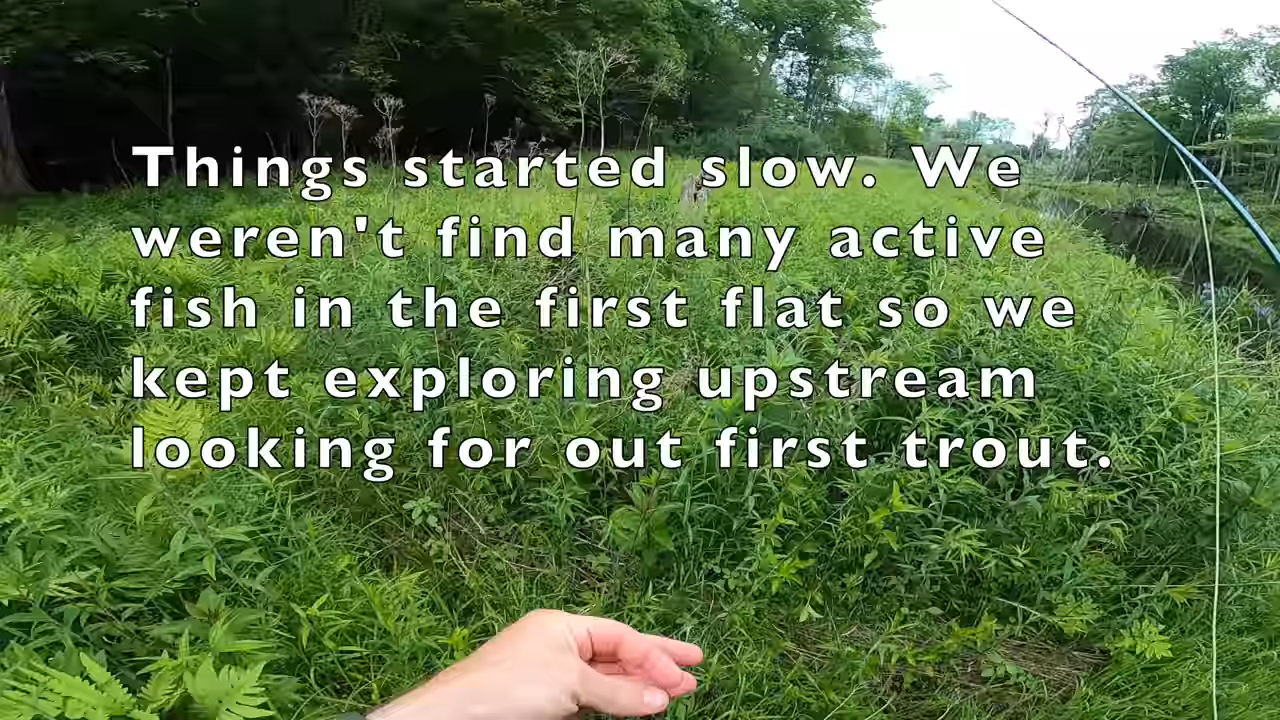 Things started slow. We
weren't find many active
fish in the first flat so we
kept exploring upstream
looking for out first trout.